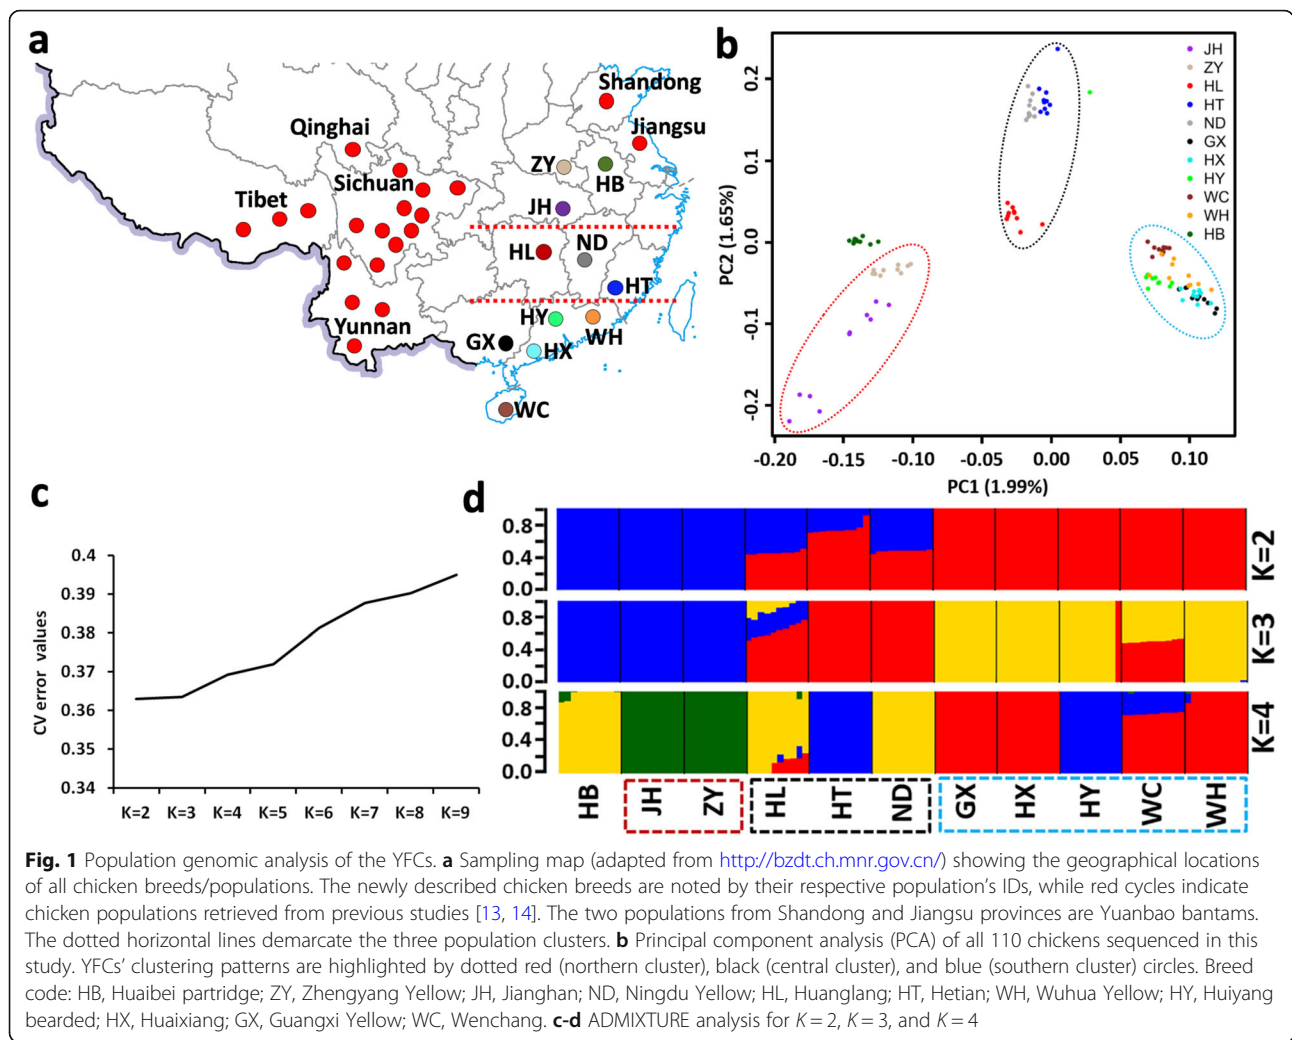 a
Shandong
Qinghai
Jiangsu
ZY
Sichuan
HB
Tibet
JH
HL
ND
HT
HY
WH
Yunnan
GX
HX
WC
b
PC2 (1.65%)
0.2
0.1
0.0
-0.1
-0.2
-0.20 -0.15 -0.10 -0.05 0.00 0.05 0.10
PC1 (1.99%)
JH
ZY
HL
HT
ND
GX
HX
HY
WC
WH
HB
c
CV error values
0.4
0.39
0.38
0.37
0.36
0.35
0.34
K=2 K=3 K=4 K=5 K=6 K=7 K=8 K=9
d
0.8
0.4
0.0
K=2
0.8
0.4
0.0
K=3
0.8
0.4
0.0
K=4
HB JH ZY HL HT ND GX HX HY WC WH
Fig. 1 Population genomic analysis of the YFCs. a Sampling map (adapted from http://bzdt.ch.mnr.gov.cn/) showing the geographical locations
of all chicken breeds/populations. The newly described chicken breeds are noted by their respective population's IDs, while red cycles indicate
chicken populations retrieved from previous studies [13, 14]. The two populations from Shandong and Jiangsu provinces are Yuanbao bantams.
The dotted horizontal lines demarcate the three population clusters. b Principal component analysis (PCA) of all 110 chickens sequenced in this
study. YFCs' clustering patterns are highlighted by dotted red (northern cluster), black (central cluster), and blue (southern cluster) circles. Breed
code: HB, Huaibei partridge; ZY, Zhengyang Yellow; JH, Jianghan; ND, Ningdu Yellow; HL, Huanglang; HT, Hetian; WH, Wuhua Yellow; HY, Huiyang
bearded; HX, Huaixiang; GX, Guangxi Yellow; WC, Wenchang. c-d ADMIXTURE analysis for K = 2, K = 3, and K = 4